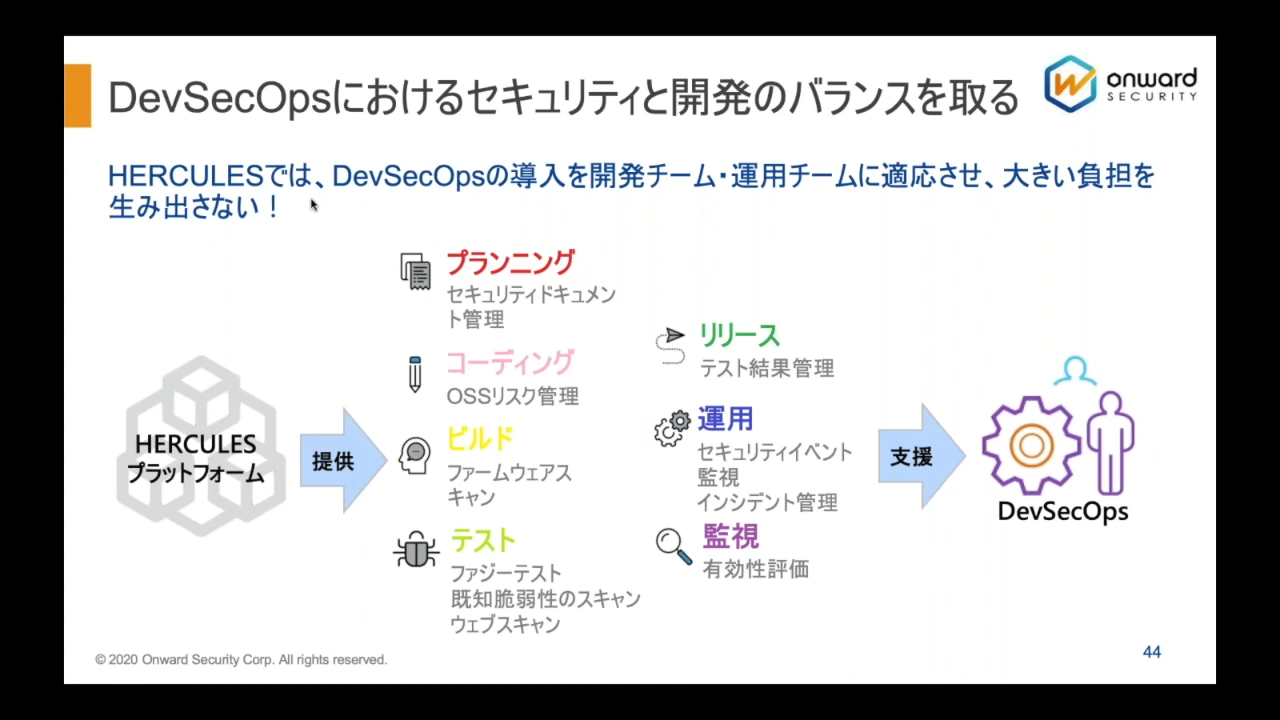 DevSecOpsにおけるセキュリティと開発のバランスを取る
onward
SECURITY
HERCULESでは、DevSecOpsの導入を開発チーム・運用チームに適応させ、大きい負担を
生み出さない！
HERCULES
プラットフォーム
提供
プランニング
セキュリティドキュメン
ト管理
コーディング
OSSリスク管理
ビルド
ファームウェアス
キャン
テスト
ファジーテスト
既知脆弱性のスキャン
ウェブスキャン
リリース
テスト結果管理
運用
セキュリティイベント
監視
インシデント管理
監視
有効性評価
支援
DevSecOps
© 2020 Onward Security Corp. All rights reserved.
44